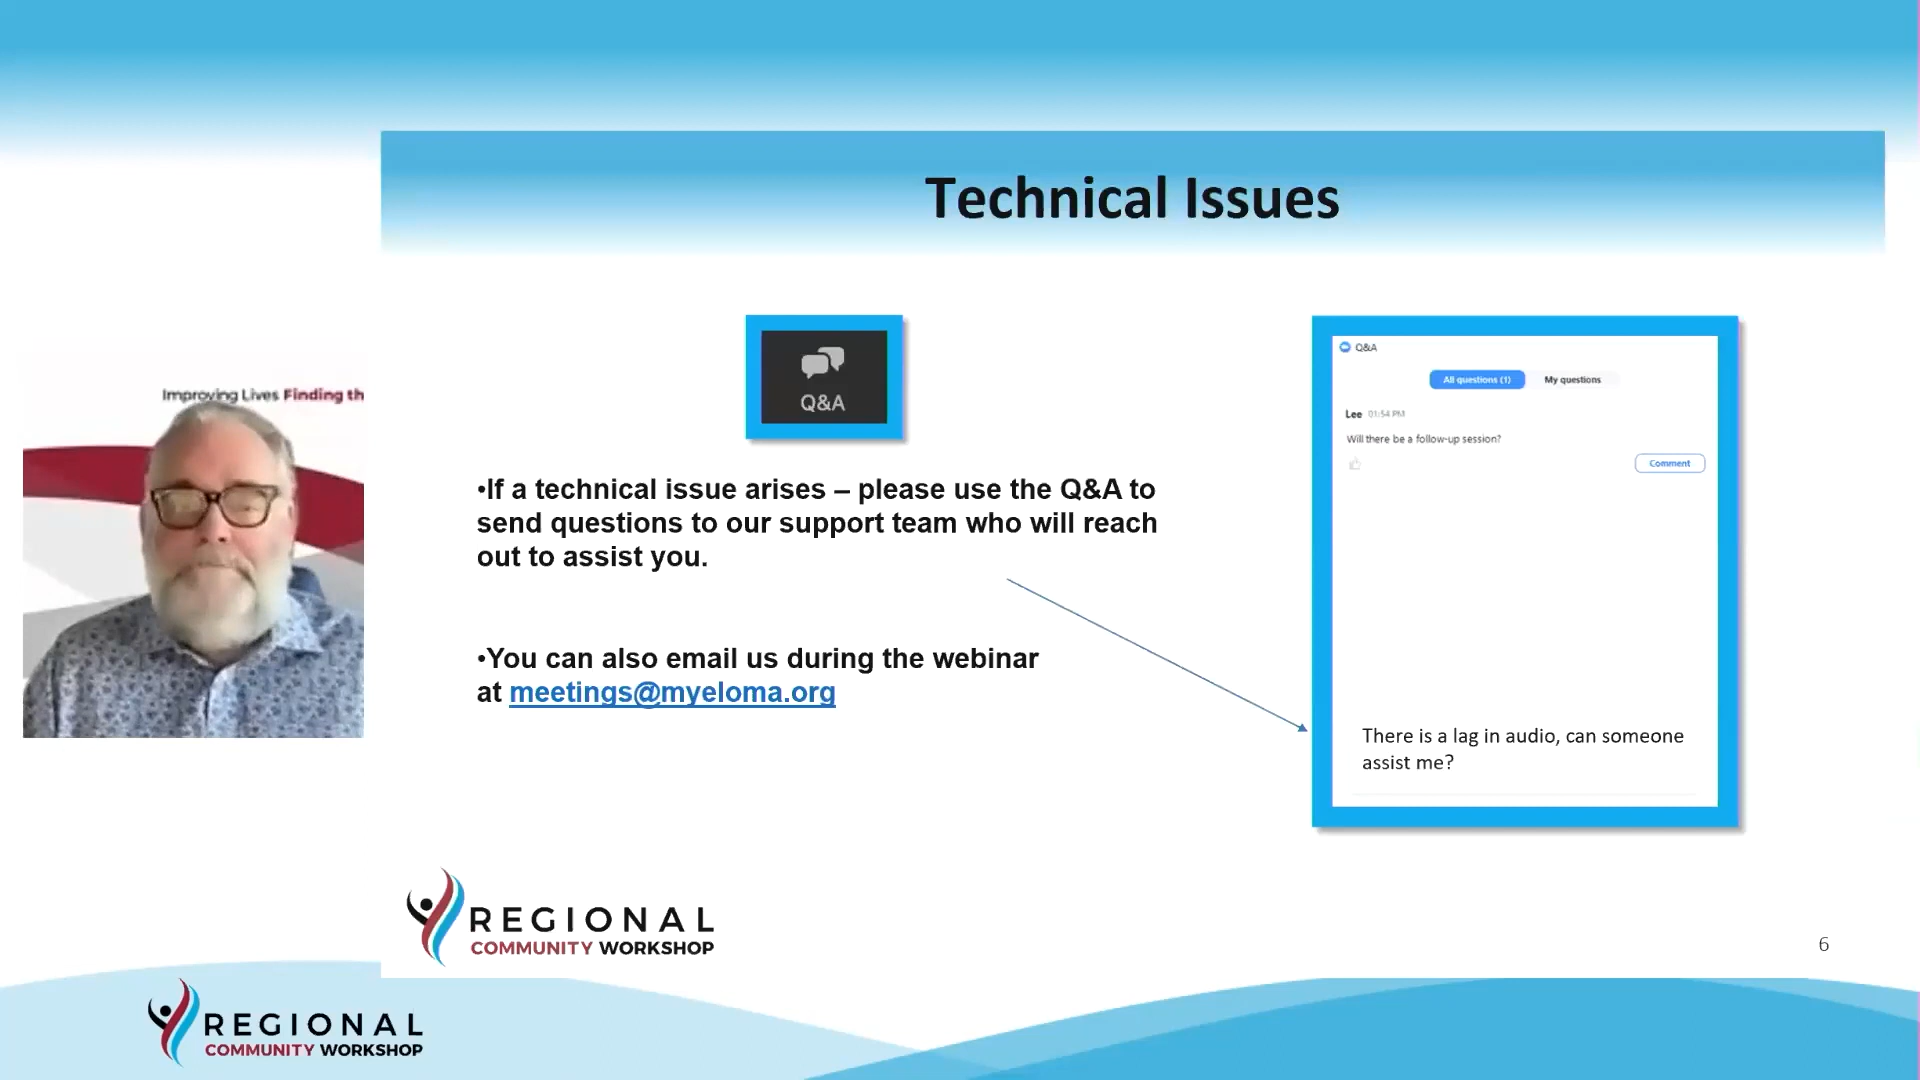 Technical Issues
Improving Lives Finding th
Q&A
•If a technical issue arises – please use the Q&A to
send questions to our support team who will reach
out to assist you.
•You can also email us during the webinar
at meetings@myeloma.org
Q&A
All questions (1) My questions
Lee 01:54 PM
Will there be a follow-up session?
Comment
There is a lag in audio, can someone
assist me?
REGIONAL
COMMUNITY WORKSHOP
6
REGIONAL
COMMUNITY WORKSHOP